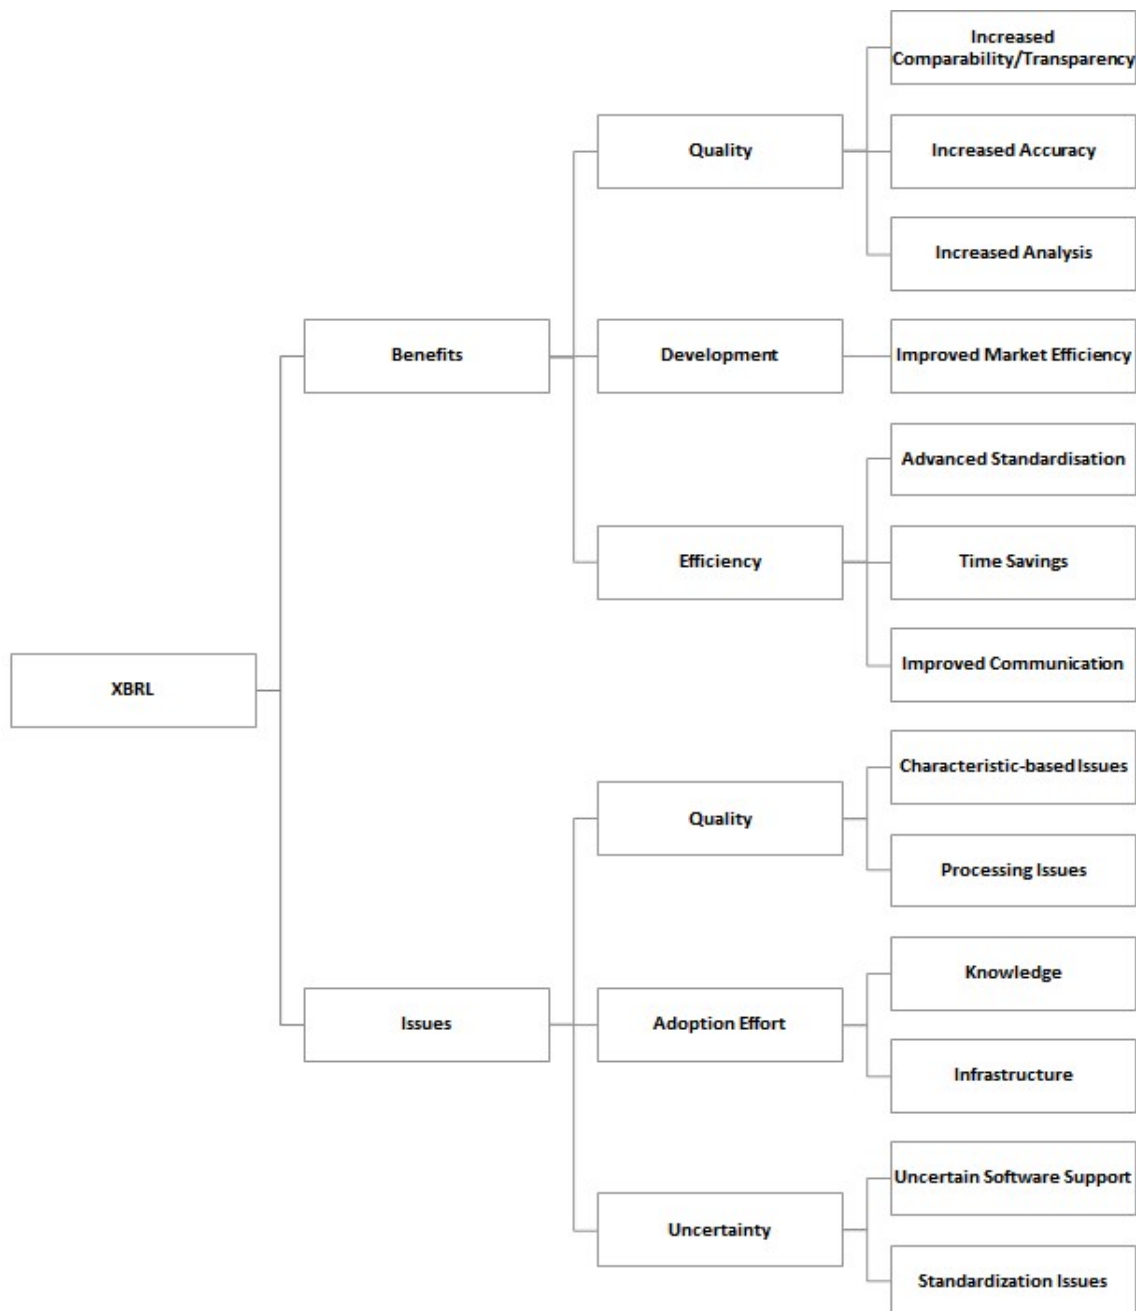 Increased
Comparability/Transparency
Quality
Increased Accuracy
Increased Analysis
Benefits
Development
Improved Market Efficiency
Advanced Standardisation
Efficiency
Time Savings
Improved Communication
XBRL
Characteristic-based Issues
Quality
Processing Issues
Knowledge
Issues
Adoption Effort
Infrastructure
Uncertain Software Support
Uncertainty
Standardization Issues